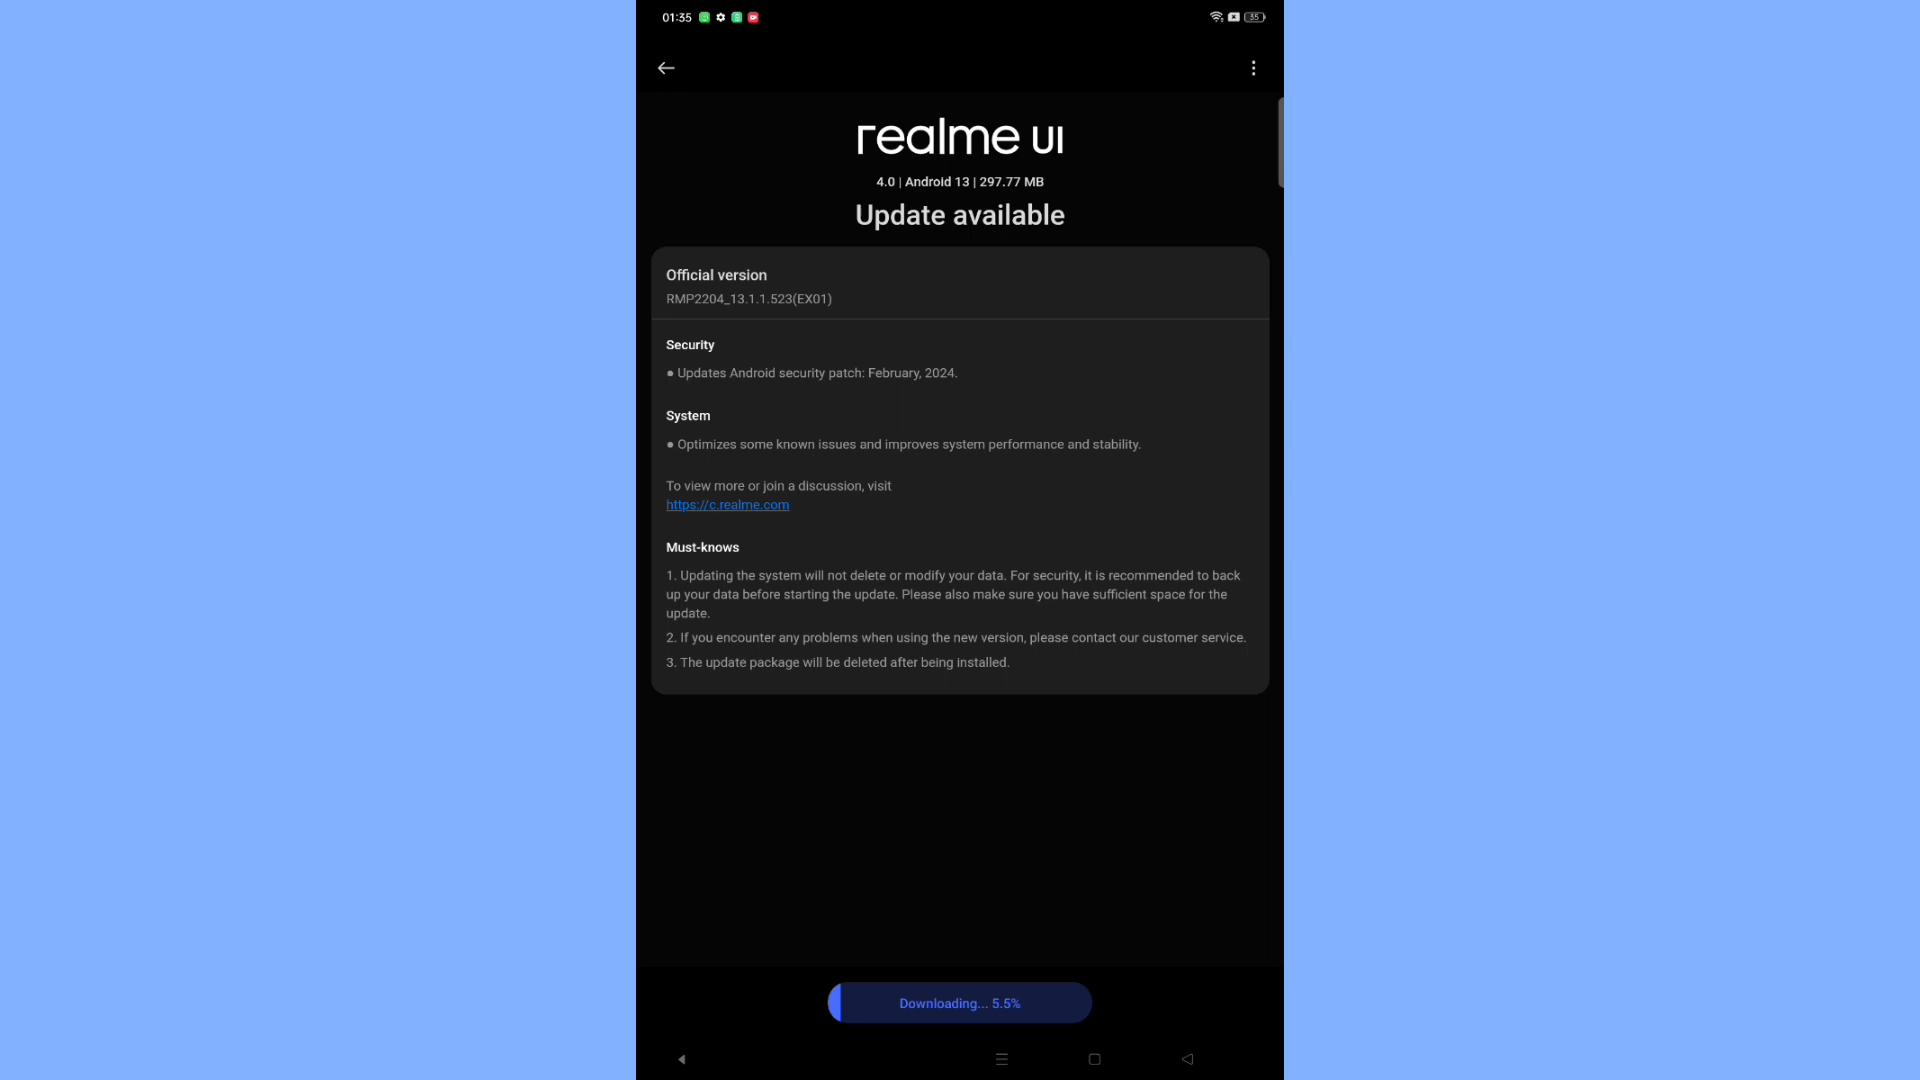 01:35
35
realme UI
4.0 | Android 13 | 297.77 MB
Update available
Official version
RMP2204_13.1.1.523(EX01)
Security
● Updates Android security patch: February, 2024.
System
● Optimizes some known issues and improves system performance and stability.
To view more or join a discussion, visit
https://c.realme.com
Must-knows
1. Updating the system will not delete or modify your data. For security, it is recommended to back
up your data before starting the update. Please also make sure you have sufficient space for the
update.
2. If you encounter any problems when using the new version, please contact our customer service.
3. The update package will be deleted after being installed.
Downloading... 5.5%